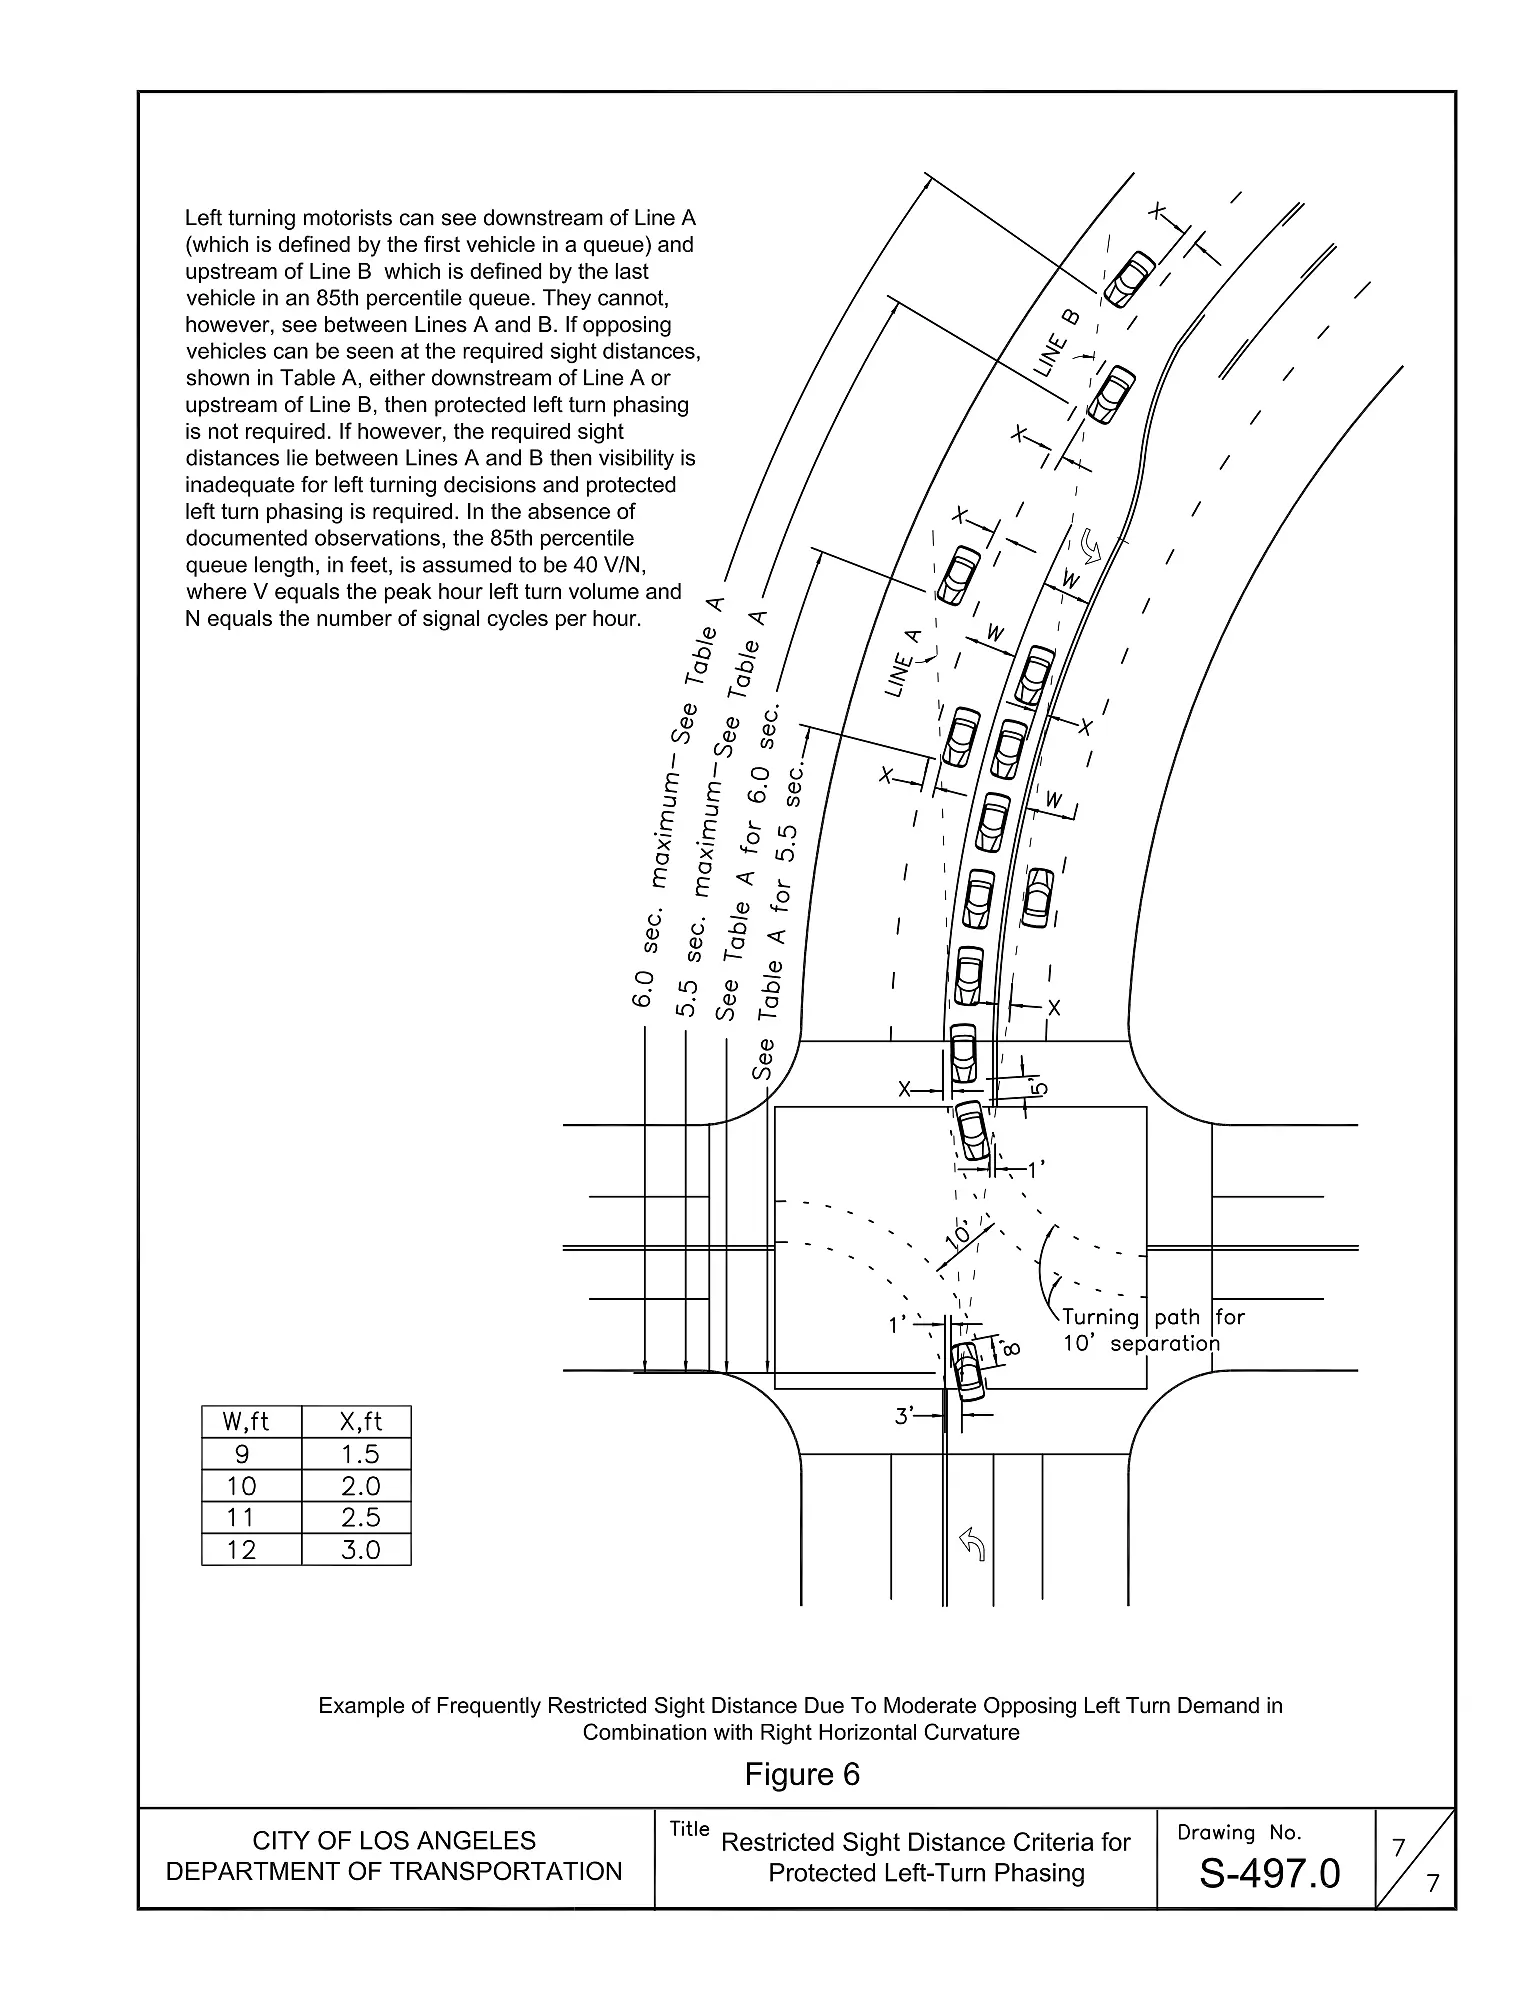 Left turning motorists can see downstream of Line A
(which is defined by the first vehicle in a queue) and
upstream of Line B  which is defined by the last
vehicle in an 85th percentile queue. They cannot,
however, see between Lines A and B. If opposing
vehicles can be seen at the required sight distances,
shown in Table A, either downstream of Line A or
upstream of Line B, then protected left turn phasing
is not required. If however, the required sight
distances lie between Lines A and B then visibility is
inadequate for left turning decisions and protected
left turn phasing is required. In the absence of
documented observations, the 85th percentile
queue length, in feet, is assumed to be 40 V/N,
where V equals the peak hour left turn volume and
N equals the number of signal cycles per hour.
X
LINE B
X
X
W
W
LINE A
X
X
W
6.0 sec. maximum-See Table A
5.5 sec. maximum-See Table A
See Table A for 6.0 sec.
See Table A for 5.5 sec.
X
X
5'
1'
10'
Turning path for
10' separation
1'
8'
3'
W,ft X,ft
9 1.5
10 2.0
11 2.5
12 3.0
Example of Frequently Restricted Sight Distance Due To Moderate Opposing Left Turn Demand in
Combination with Right Horizontal Curvature
Figure 6
CITY OF LOS ANGELES
DEPARTMENT OF TRANSPORTATION
Title
Restricted Sight Distance Criteria for
Protected Left-Turn Phasing
Drawing No.
S-497.0
7/7